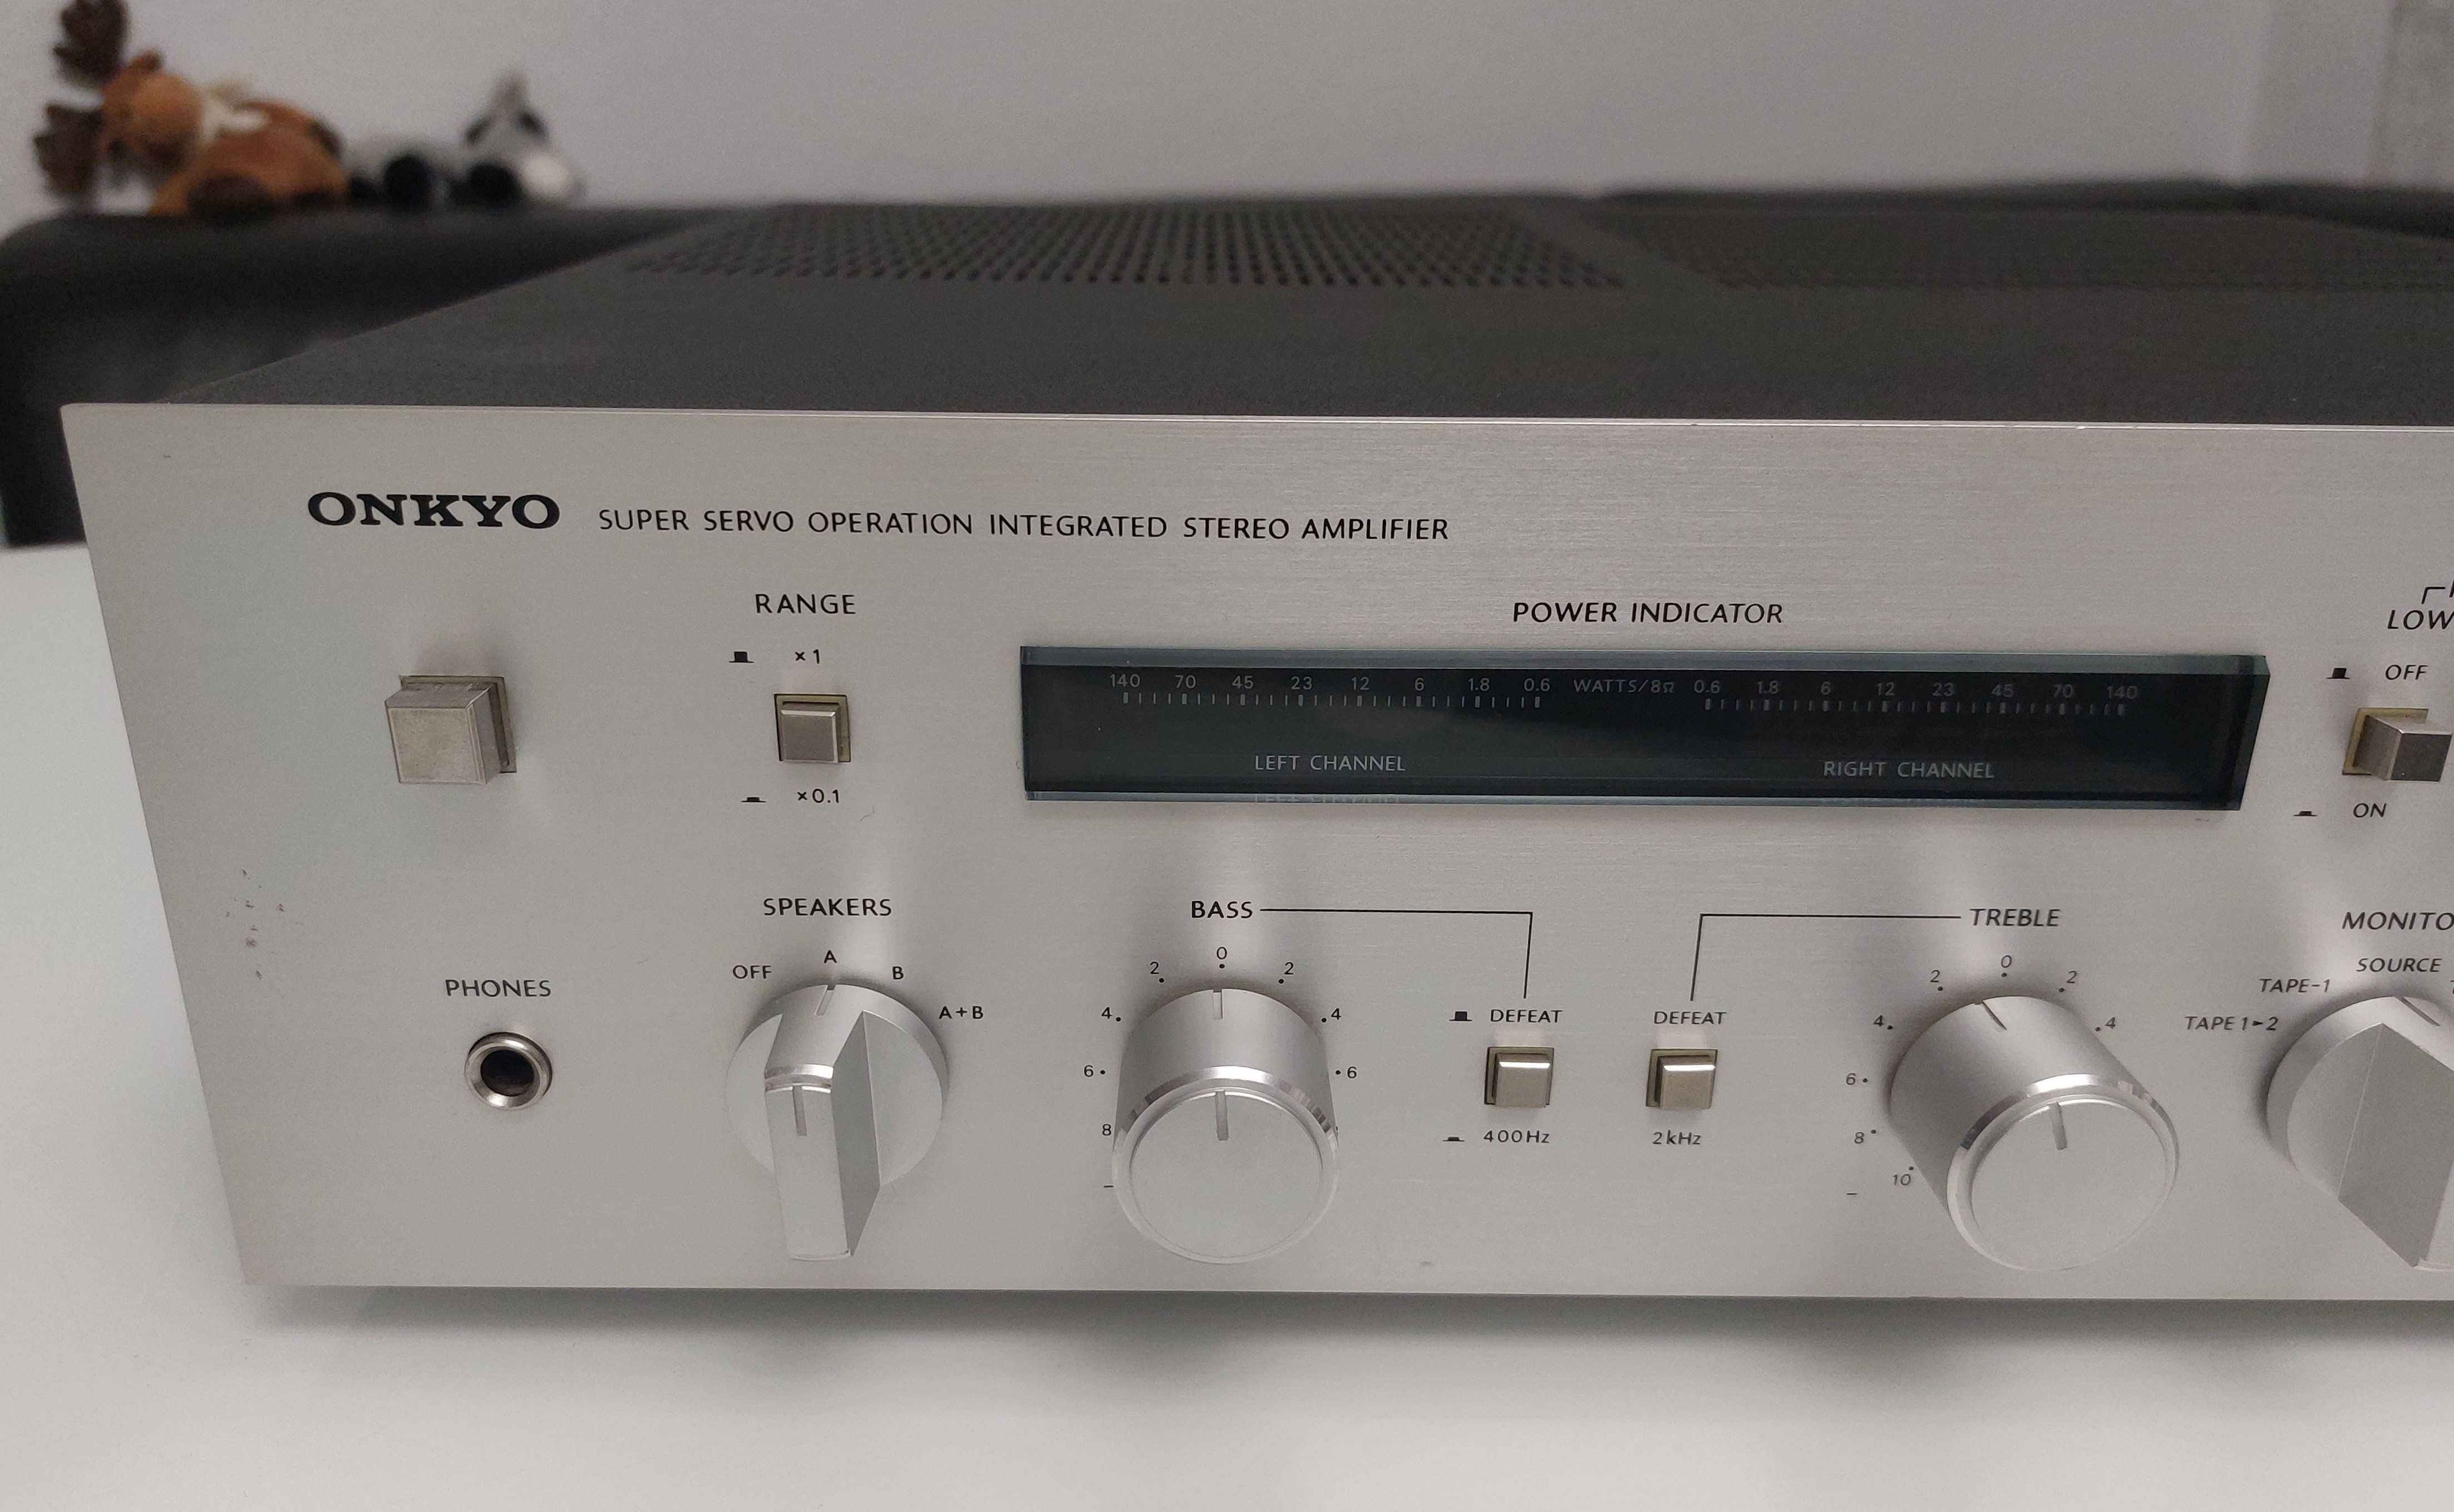 ONKYO SUPER SERVO OPERATION INTEGRATED STEREO AMPLIFIER
RANGE
×1
×0.1
POWER INDICATOR
140 70 45 23 12 6 1.8 0.6 WATTS/8Ω 0.6 1.8 6 12 23 45 70 140
LEFT CHANNEL RIGHT CHANNEL
LOW
OFF
ON
PHONES
SPEAKERS
OFF A B A+B
BASS
8 6 4 2 0 2 4 6
–
DEFEAT
400Hz
DEFEAT
2kHz
TREBLE
10 8 6 4 2 0 2 4
–
MONITO
SOURCE
TAPE-1
TAPE 1▸2